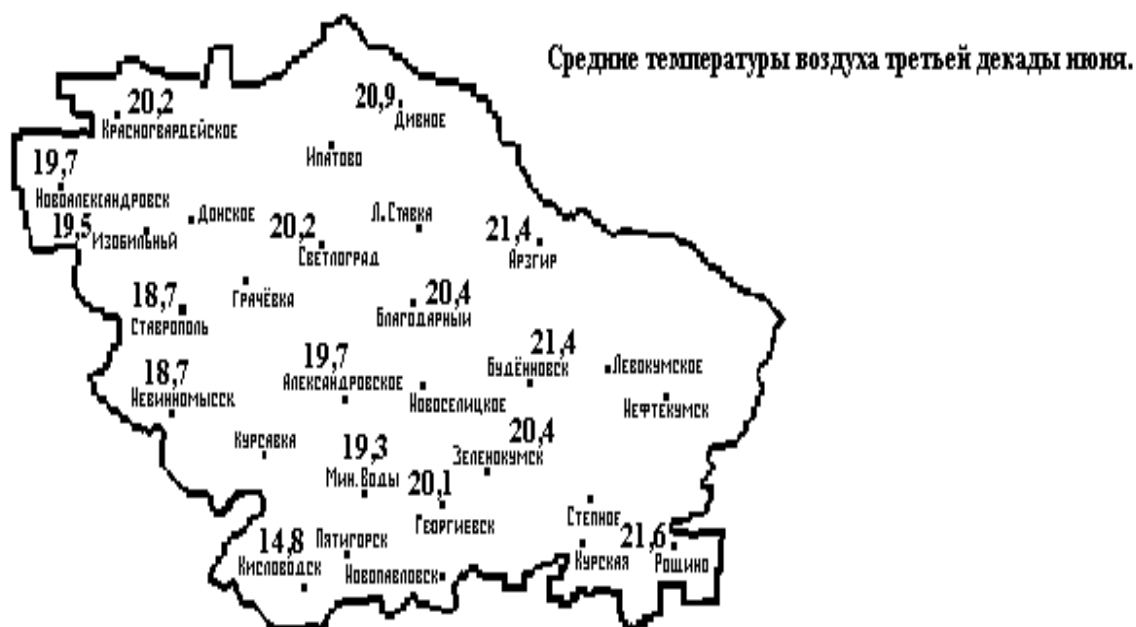 Средние температуры воздуха третьей декады июня.
20,2
Красногвардейское
20,9
Дивное
Ипатово
19,7
Новоалександровск
Донское
19,5
Изобильный
20,2
Светлоград
Л.Ставка
21,4
Арзгир
Грачёвка
18,7
Ставрополь
20,4
Благодарный
19,7
Александровское
21,4
Будённовск
Левокумское
18,7
Невинномысск
Новоселицкое
Нефтекумск
Курсавка
19,3
Мин.Воды
20,4
Зеленокумск
20,1
Георгиевск
Степное
14,8
Кисловодск
Пятигорск
Новопавловск
Курская
21,6
Рощино